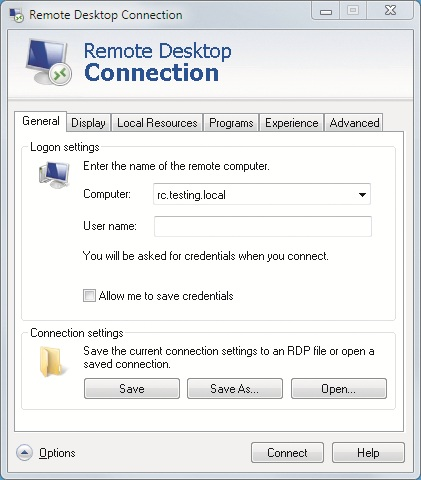 Remote Desktop Connection
Remote Desktop
Connection
General Display Local Resources Programs Experience Advanced
Logon settings
Enter the name of the remote computer.
Computer: rc.testing.local
User name:
You will be asked for credentials when you connect.
Allow me to save credentials
Connection settings
Save the current connection settings to an RDP file or open a
saved connection.
Save Save As... Open...
Options Connect Help